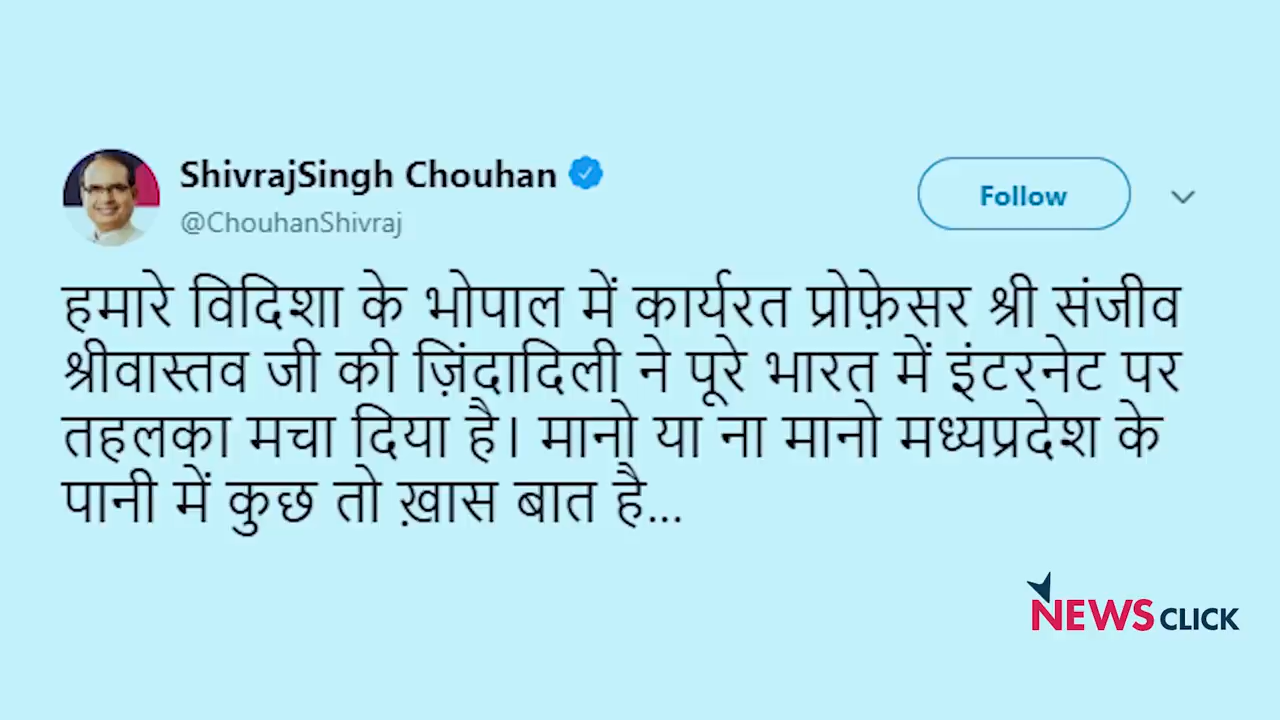 ShivrajSingh Chouhan
@ChouhanShivraj
Follow
हमारे विदिशा के भोपाल में कार्यरत प्रोफ़ेसर श्री संजीव
श्रीवास्तव जी की ज़िंदादिली ने पूरे भारत में इंटरनेट पर
तहलका मचा दिया है। मानो या ना मानो मध्यप्रदेश के
पानी में कुछ तो ख़ास बात है...
NEWS CLICK